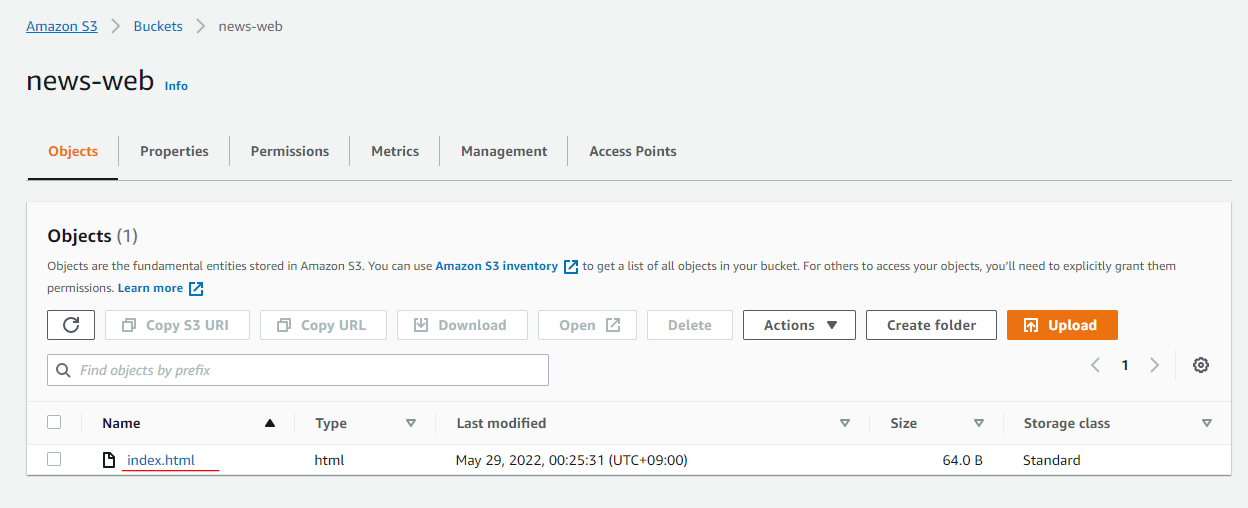 Amazon S3 > Buckets > news-web
news-web Info
Objects Properties Permissions Metrics Management Access Points
Objects (1)
Objects are the fundamental entities stored in Amazon S3. You can use Amazon S3 inventory to get a list of all objects in your bucket. For others to access your objects, you'll need to explicitly grant them
permissions. Learn more
Copy S3 URI Copy URL Download Open Delete Actions Create folder Upload
Find objects by prefix
1
Name Type Last modified Size Storage class
index.html html May 29, 2022, 00:25:31 (UTC+09:00) 64.0 B Standard